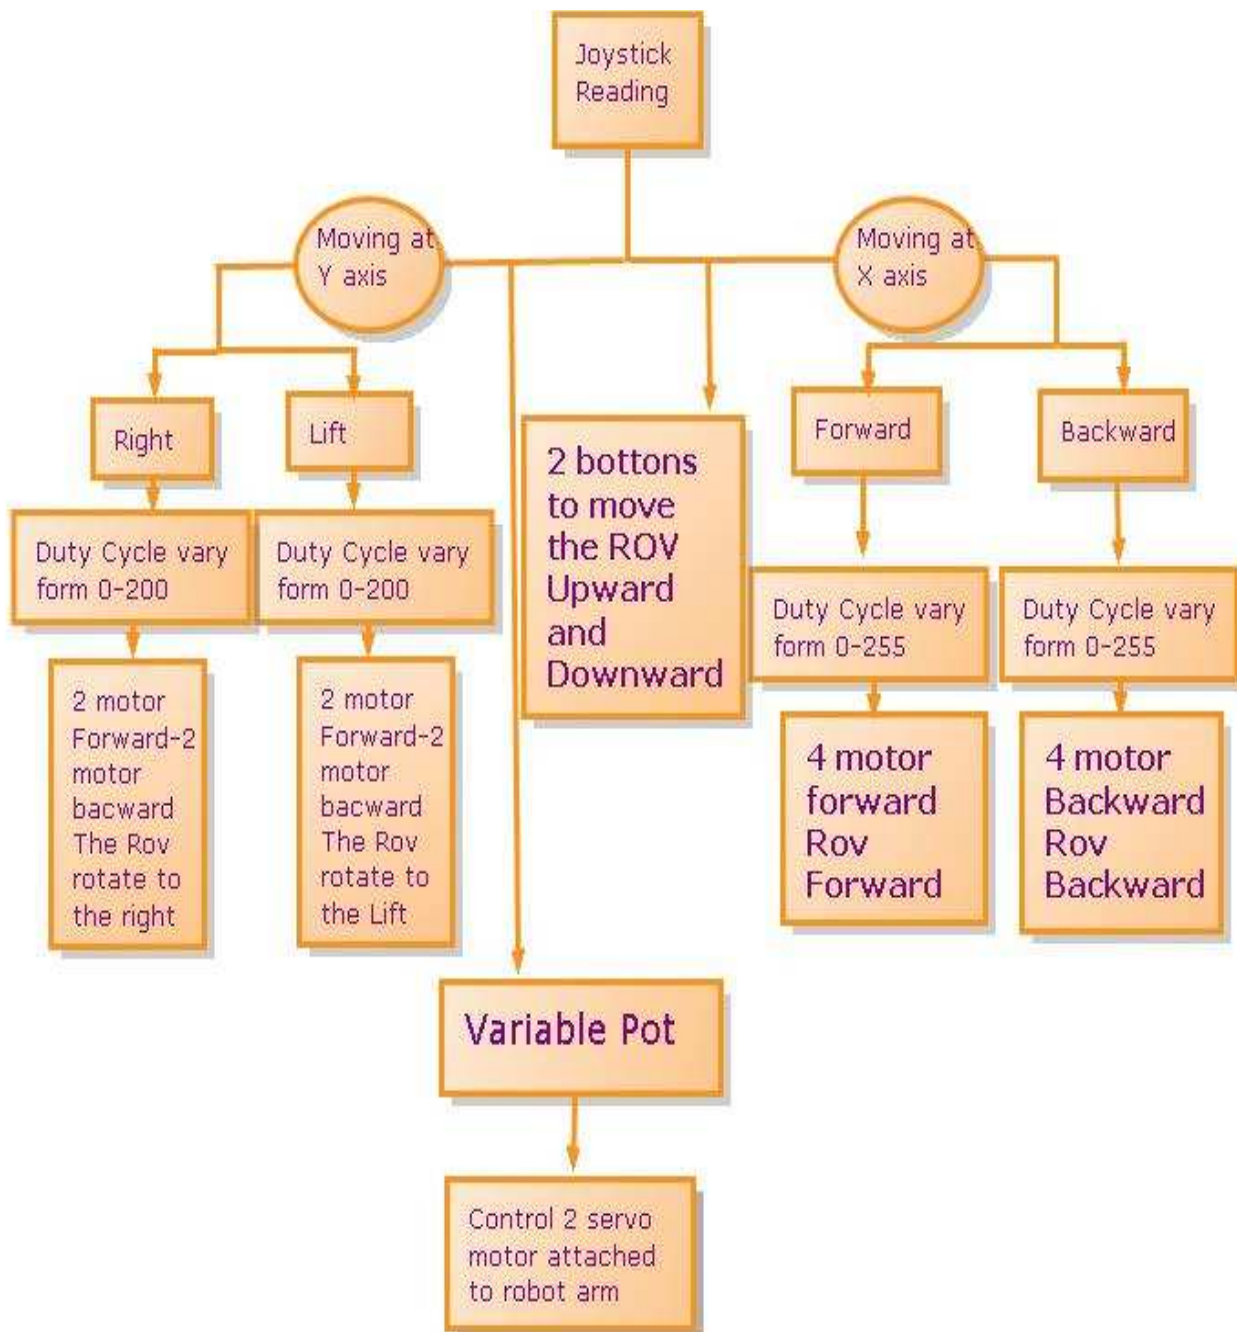 Joystick
Reading
Moving at
Y axis
Moving at
X axis
Right
Lift
Forward
Backward
2 bottons
to move
the ROV
Upward
and
Downward
Duty Cycle vary
form 0-200
Duty Cycle vary
form 0-200
Duty Cycle vary
form 0-255
Duty Cycle vary
form 0-255
2 motor
Forward-2
motor
bacward
The Rov
rotate to
the right
2 motor
Forward-2
motor
bacward
The Rov
rotate to
the Lift
4 motor
forward
Rov
Forward
4 motor
Backward
Rov
Backward
Variable Pot
Control 2 servo
motor attached
to robot arm